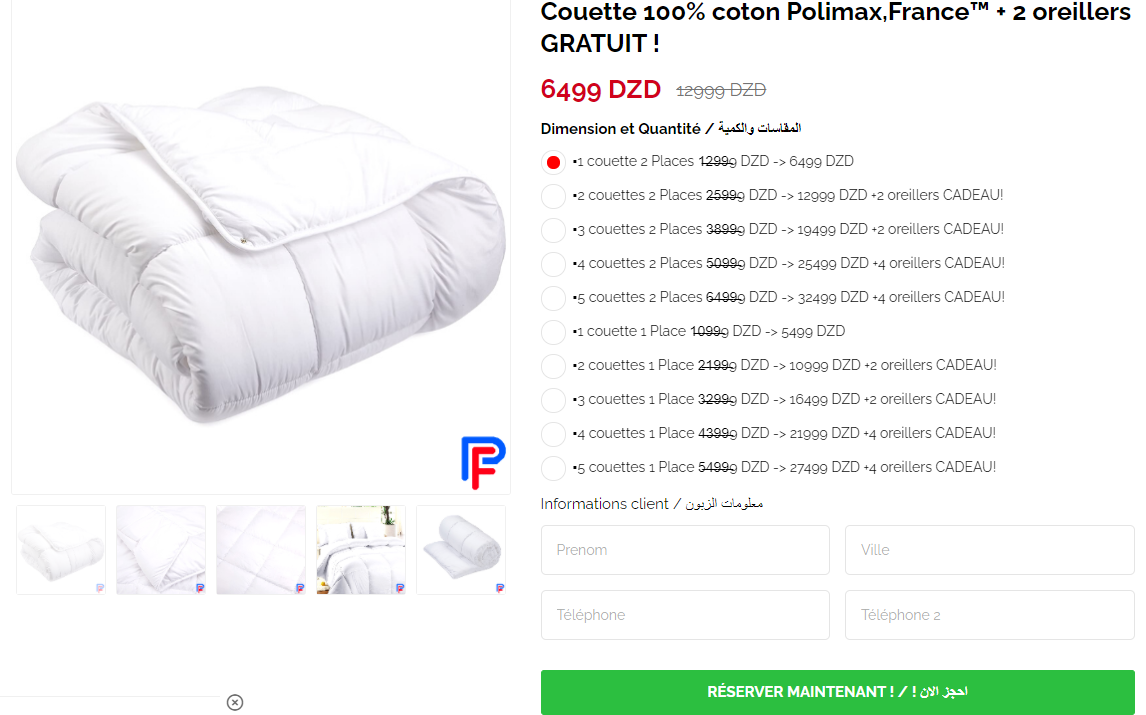 Couette 100% coton Polimax,France™ + 2 oreillers
GRATUIT !
6499 DZD 12999 DZD
Dimension et Quantité / المقاسات والكمية
▪1 couette 2 Places 12999 DZD -> 6499 DZD
▪2 couettes 2 Places 25999 DZD -> 12999 DZD +2 oreillers CADEAU!
▪3 couettes 2 Places 38999 DZD -> 19499 DZD +2 oreillers CADEAU!
▪4 couettes 2 Places 50999 DZD -> 25499 DZD +4 oreillers CADEAU!
▪5 couettes 2 Places 64999 DZD -> 32499 DZD +4 oreillers CADEAU!
▪1 couette 1 Place 10999 DZD -> 5499 DZD
▪2 couettes 1 Place 21999 DZD -> 10999 DZD +2 oreillers CADEAU!
▪3 couettes 1 Place 32999 DZD -> 16499 DZD +2 oreillers CADEAU!
▪4 couettes 1 Place 43999 DZD -> 21999 DZD +4 oreillers CADEAU!
▪5 couettes 1 Place 54999 DZD -> 27499 DZD +4 oreillers CADEAU!
Informations client / معلومات الزبون
Prenom Ville
Téléphone Téléphone 2
RÉSERVER MAINTENANT ! / ! احجز الان